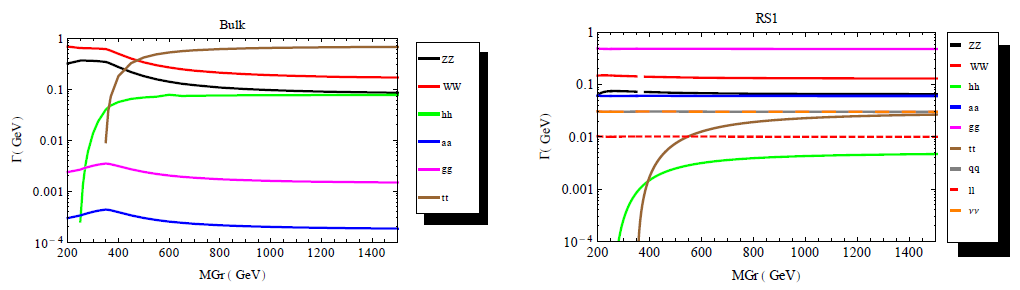 Bulk
1
0.1
0.01
0.001
10⁻⁴
Γ( GeV)
200 400 600 800 1000 1200 1400
MGr ( GeV)
ZZ
WW
hh
aa
gg
tt
RS1
1
0.1
0.01
0.001
10⁻⁴
Γ( GeV)
200 400 600 800 1000 1200 1400
MGr ( GeV)
ZZ
WW
hh
aa
gg
tt
qq
ll
νν